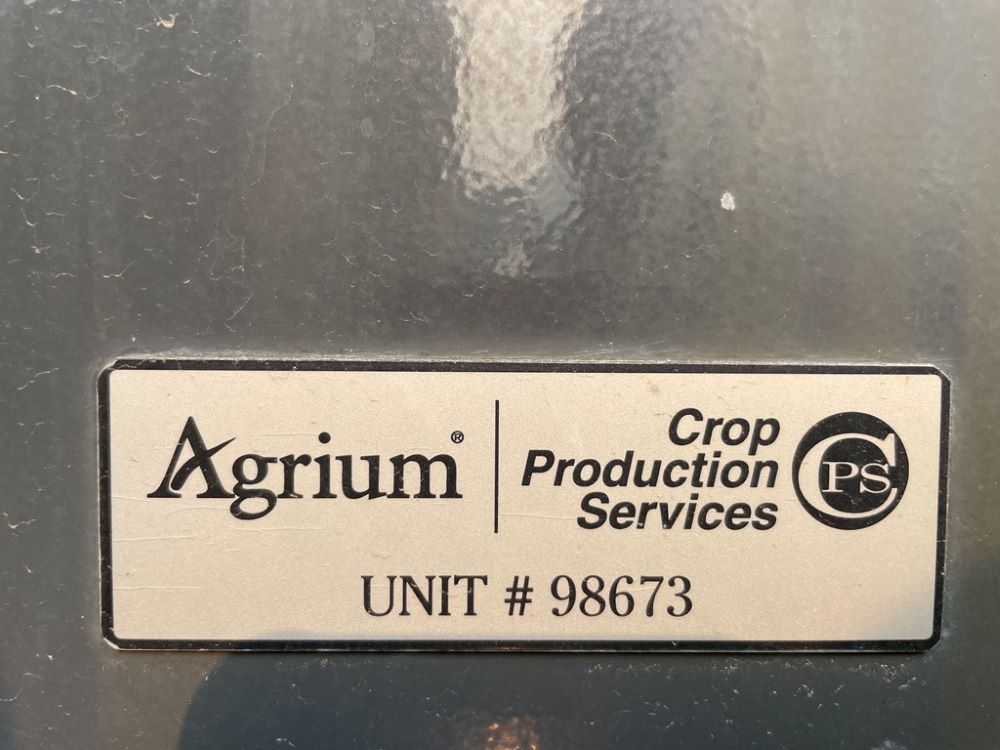 Agrium®
Crop
Production
Services
CPS
UNIT # 98673